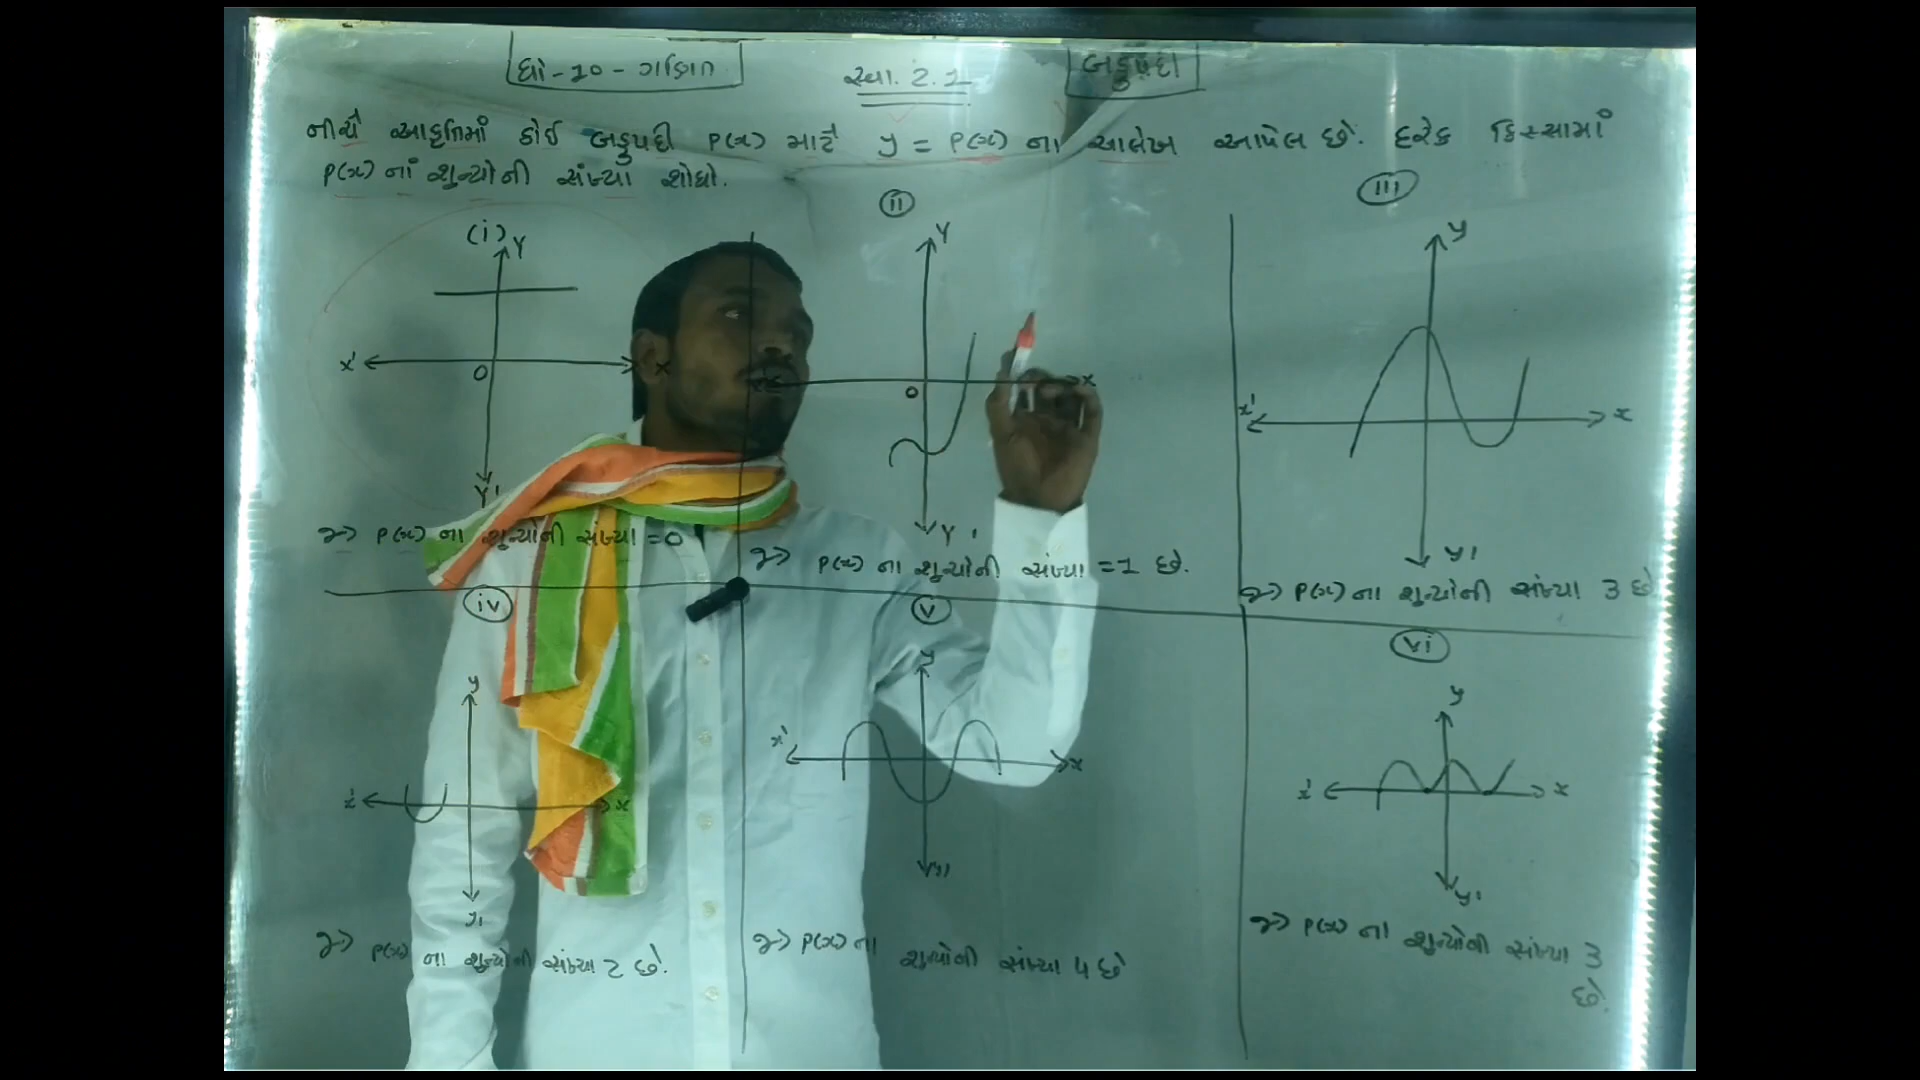 ધો-10-ગણિત
સ્વા. 2.1
બહુપદી
નીચે આકૃતિમાં કોઈ બહુપદી P(x) માટે y = P(x) ના આલેખ આપેલ છે. દરેક કિસ્સામાં
P(x) નાં શુન્યોની સંખ્યા શોધો.
(i)
Y
X'
X
O
Y'
જ> P(x) ના શુન્યોની સંખ્યા =0
ii
Y
X
O
Y'
જ> P(x) ના શુન્યોની સંખ્યા =1 છે.
iii
y
x'
x
y'
જ> P(x) ના શુન્યોની સંખ્યા 3 છે.
iv
y
x'
x
y'
જ> P(x) ના શુન્યોની સંખ્યા 2 છે.
v
y
x'
x
y'
જ> P(x) ના શુન્યોની સંખ્યા 4 છે
vi
y
x'
x
y'
જ> P(x) ના શુન્યોની સંખ્યા 3
છે.